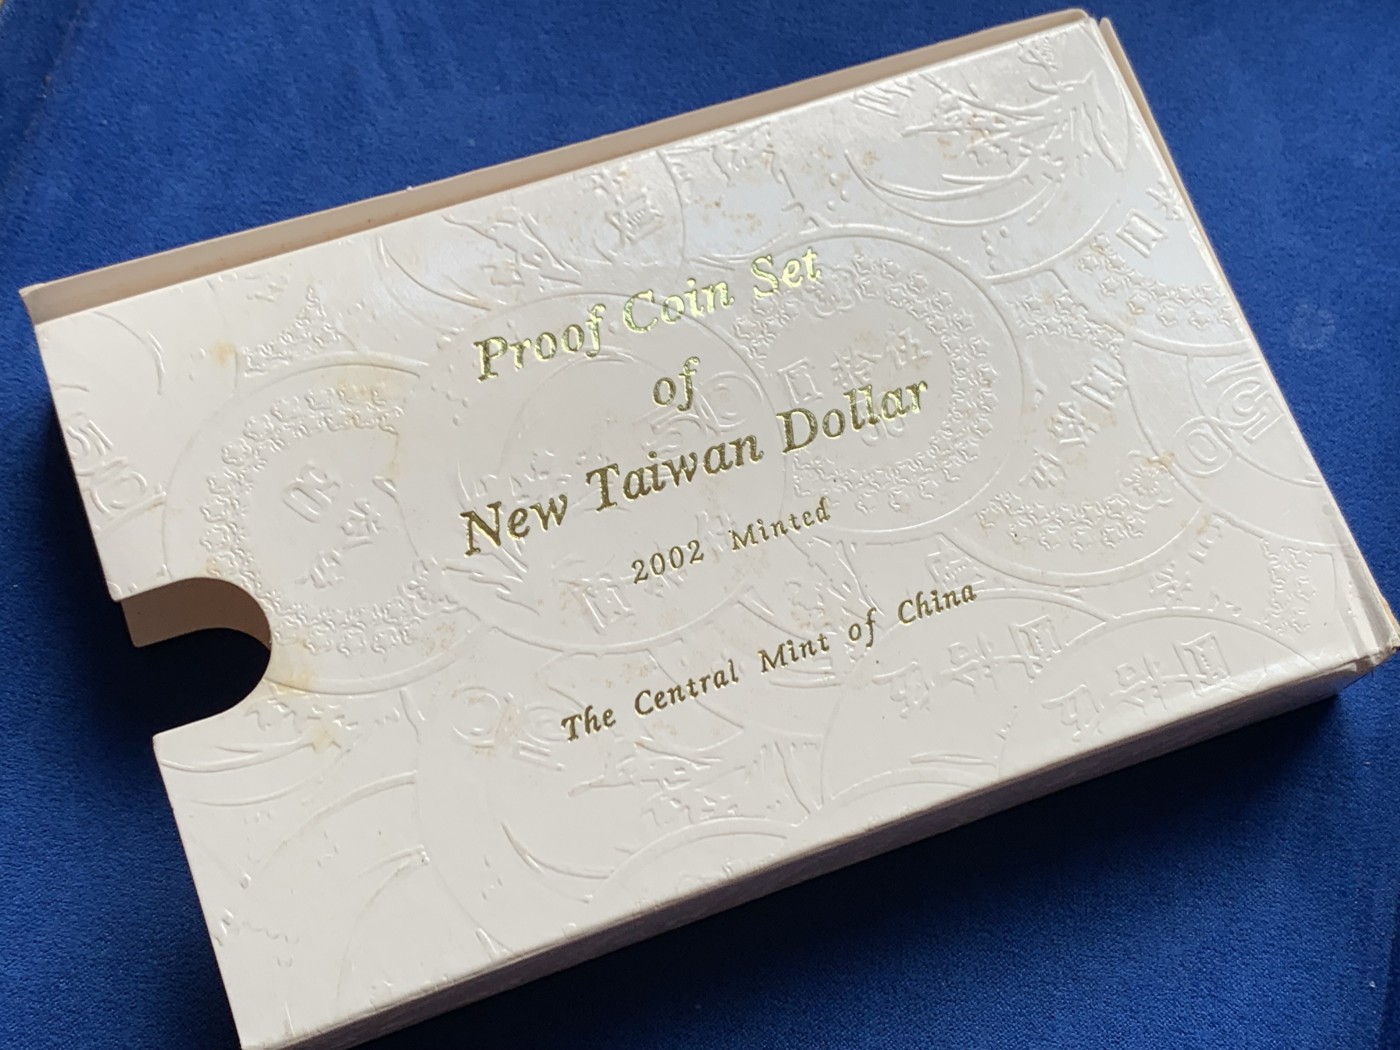 Proof Coin Set
of
New Taiwan Dollar
2002 Minted
The Central Mint of China